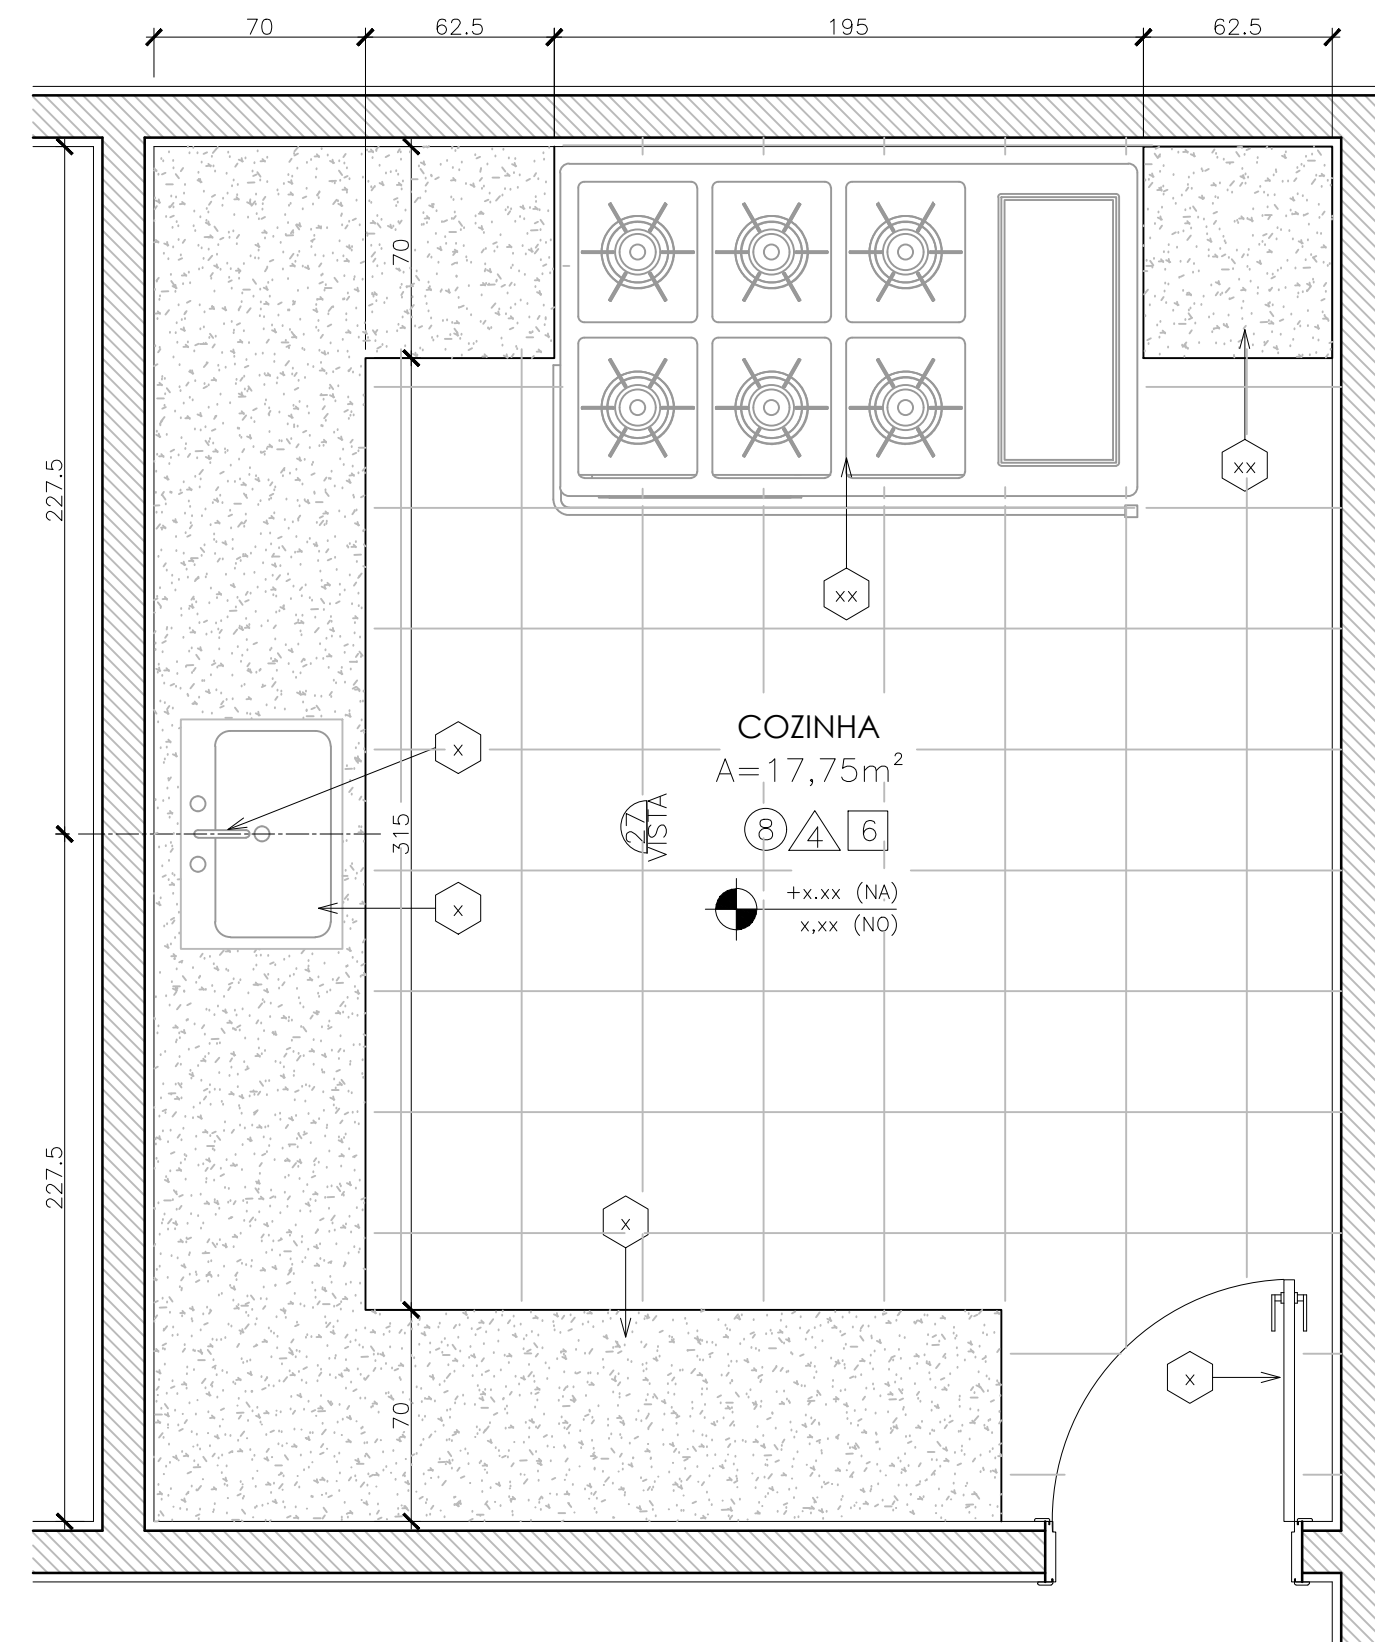 70
62.5
195
62.5
70
227.5
xx
xx
COZINHA
A=17,75m²
x
27
VISTA
8
4
6
315
+x.xx (NA)
x,xx (NO)
x
227.5
x
x
70